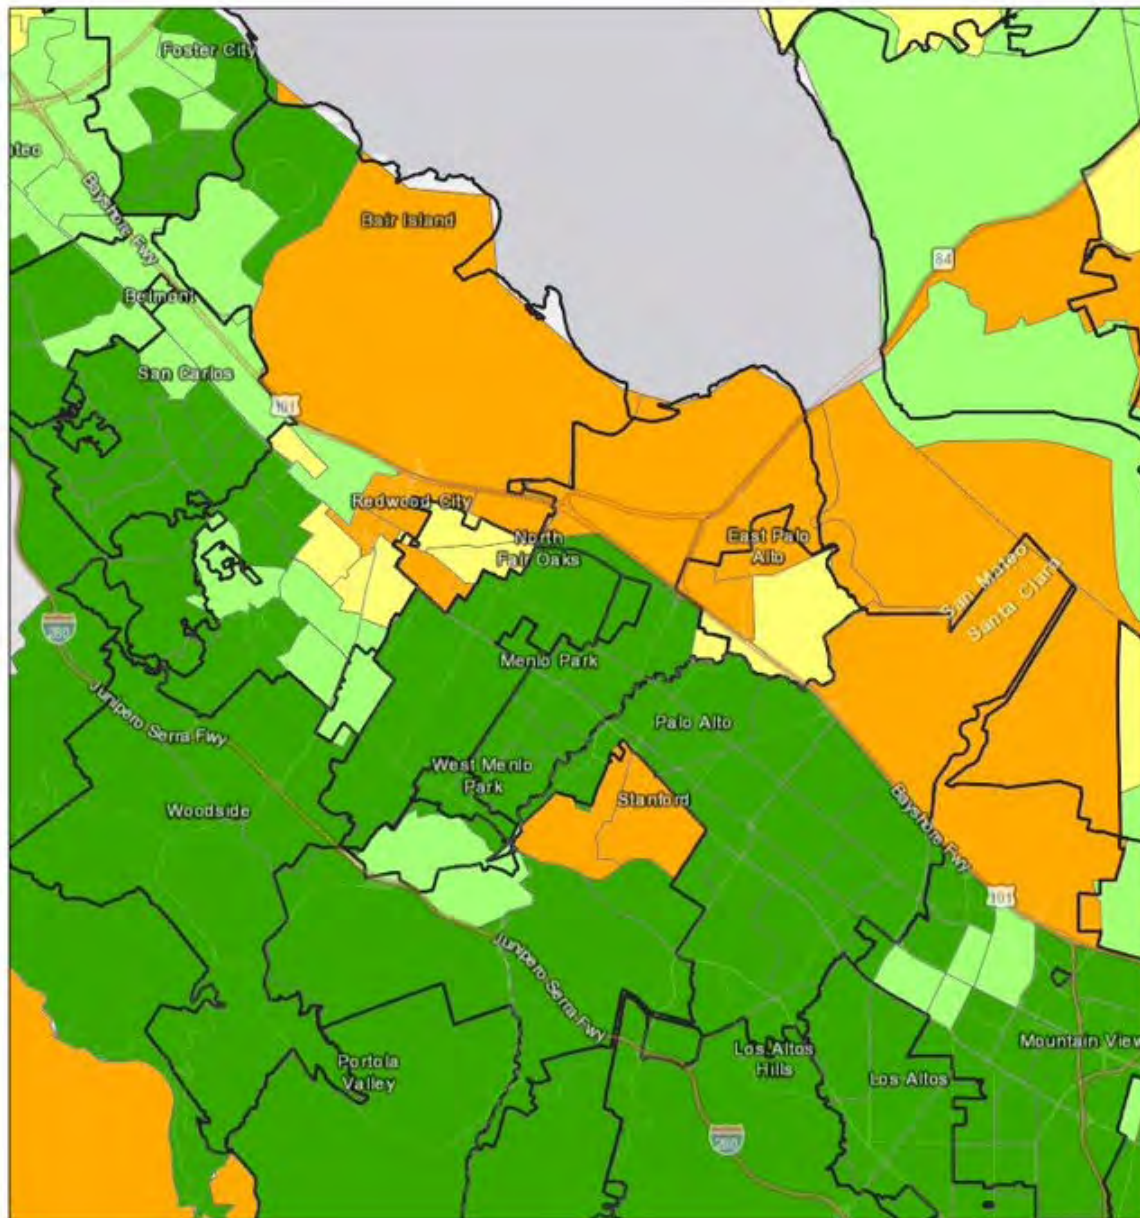 Foster City
ateo
Bayshore Fwy
Bair Island
84
Belmont
San Carlos
101
Redwood City
North
Fair Oaks
East Palo
Alto
San Mateo
Santa Clara
280
Menlo Park
Junipero Serra Fwy
Palo Alto
West Menlo
Park
Stanford
Woodside
Bayshore Fwy
101
Junipero Serra Fwy
Portola
Valley
Los Altos
Hills
Los Altos
Mountain View
280